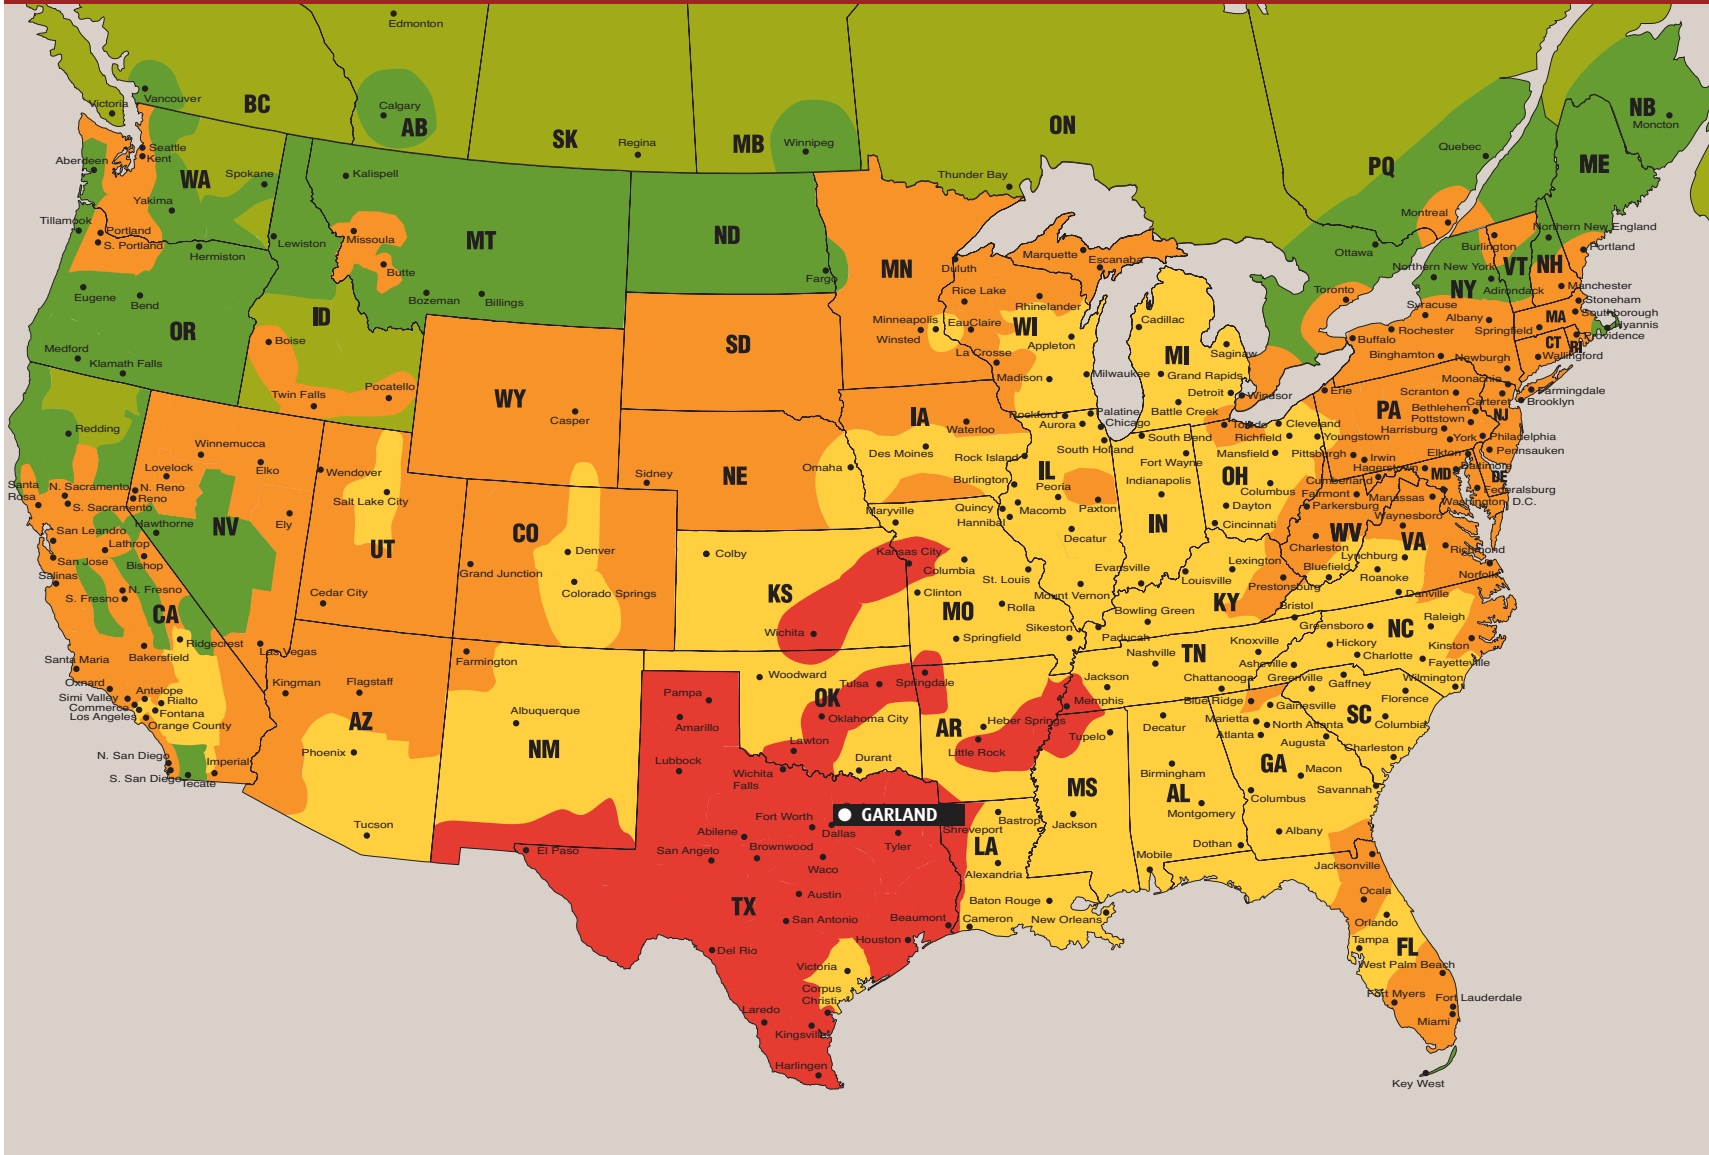 Edmonton
Vancouver
Victoria
BC
Calgary
AB
SK
Regina
MB
Winnipeg
ON
Thunder Bay
PQ
Quebec
NB
Moncton
ME
Montreal
Ottawa
Toronto
Windsor
Seattle
Kent
Aberdeen
WA
Spokane
Yakima
Tillamook
Portland
S. Portland
Hermiston
Lewiston
Eugene
Bend
OR
Medford
Klamath Falls
Kalispell
MT
Missoula
Butte
Bozeman
Billings
ID
Boise
Twin Falls
Pocatello
ND
Fargo
SD
WY
Casper
NE
Sidney
Omaha
MN
Duluth
Minneapolis
Winsted
Marquette
Escanaba
Rice Lake
Rhinelander
EauClaire
WI
Appleton
La Crosse
Madison
Milwaukee
Cadillac
MI
Saginaw
Grand Rapids
Detroit
Battle Creek
IA
Waterloo
Des Moines
Rockford
Palatine
Aurora
Chicago
South Holland
Rock Island
IL
Burlington
Peoria
Quincy
Macomb
Paxton
Hannibal
Decatur
Mount Vernon
South Bend
Fort Wayne
Indianapolis
IN
Evansville
Toledo
Cleveland
Richfield
Youngstown
Mansfield
OH
Columbus
Dayton
Cincinnati
Northern New England
Portland
Burlington
VT
NH
Northern New York
NY
Adirondack
Manchester
Stoneham
Southborough
Hyannis
MA
Providence
Syracuse
Albany
Springfield
Rochester
Buffalo
CT
RI
Wallingford
Binghamton
Newburgh
Moonachie
Farmingdale
Brooklyn
Carteret
NJ
Erie
PA
Scranton
Bethlehem
Pottstown
Harrisburg
York
Philadelphia
Pennsauken
Pittsburgh
Irwin
Elkton
Hagerstown
Baltimore
MD
DE
Cumberland
Federalsburg
Fairmont
Manassas
Washington, D.C.
Parkersburg
Waynesboro
WV
VA
Charleston
Lynchburg
Richmond
Bluefield
Roanoke
Norfolk
Danville
Redding
Santa
Rosa
N. Sacramento
S. Sacramento
San Leandro
Lathrop
San Jose
Bishop
Salinas
N. Fresno
S. Fresno
CA
Ridgecrest
Bakersfield
Santa Maria
Oxnard
Antelope
Simi Valley
Rialto
Commerce
Fontana
Los Angeles
Orange County
N. San Diego
S. San Diego
Tecate
Imperial
Winnemucca
Lovelock
Elko
N. Reno
Reno
Hawthorne
Ely
NV
Las Vegas
Wendover
Salt Lake City
UT
Cedar City
CO
Denver
Grand Junction
Colorado Springs
Kingman
Flagstaff
AZ
Phoenix
Tucson
Farmington
Albuquerque
NM
Colby
KS
Wichita
Maryville
Kansas City
Columbia
St. Louis
Clinton
MO
Rolla
Springfield
Sikeston
Lexington
Louisville
Prestonsburg
KY
Bowling Green
Paducah
Bristol
Nashville
TN
Knoxville
Jackson
Chattanooga
Memphis
Greensboro
NC
Raleigh
Hickory
Kinston
Charlotte
Fayetteville
Asheville
Wilmington
Greenville
Gaffney
Florence
SC
Columbia
Charleston
Blue Ridge
Gainesville
Marietta
North Atlanta
Atlanta
Augusta
GA
Macon
Columbus
Savannah
Albany
Woodward
OK
Tulsa
Oklahoma City
Lawton
Durant
Springdale
AR
Heber Springs
Little Rock
Tupelo
MS
Jackson
Decatur
Birmingham
AL
Montgomery
Dothan
Mobile
Pampa
Amarillo
Lubbock
Wichita
Falls
GARLAND
Fort Worth
Dallas
Abilene
Tyler
San Angelo
Brownwood
Waco
El Paso
TX
Austin
San Antonio
Beaumont
Houston
Del Rio
Victoria
Corpus
Christi
Laredo
Kingsville
Harlingen
Shreveport
Bastrop
LA
Alexandria
Baton Rouge
Cameron
New Orleans
Jacksonville
Ocala
Orlando
Tampa
FL
West Palm Beach
Fort Myers
Fort Lauderdale
Miami
Key West